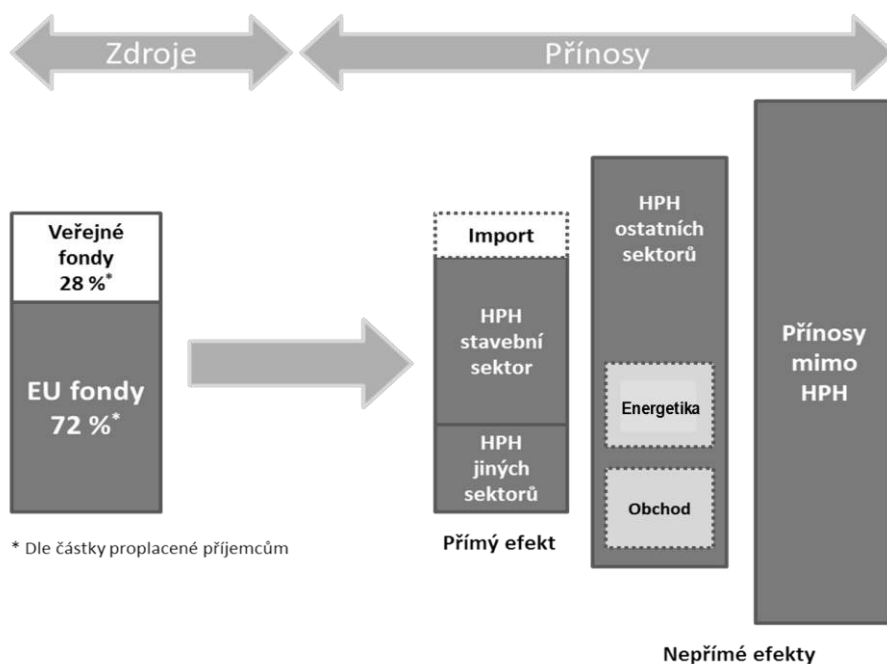 Zdroje
Přínosy
Veřejné
fondy
28 %*
EU fondy
72 %*
* Dle částky proplacené příjemcům
Import
HPH
stavební
sektor
HPH
jiných
sektorů
Přímý efekt
HPH
ostatních
sektorů
Energetika
Obchod
Přínosy
mimo
HPH
Nepřímé efekty